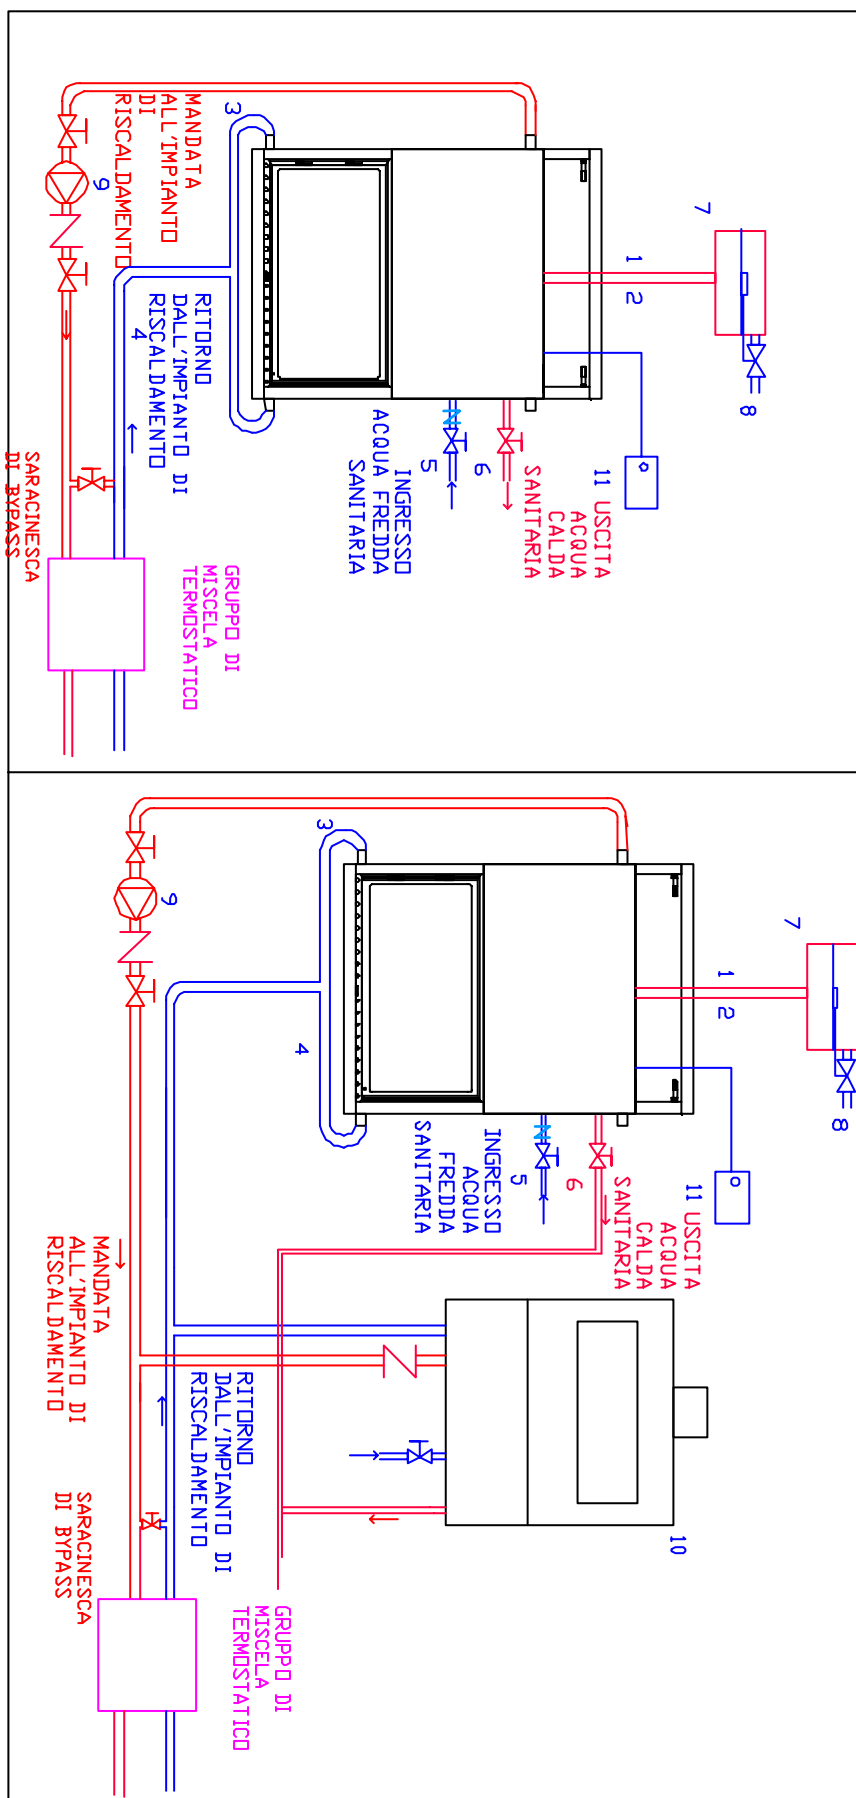 7
8
1
2
11 USCITA
ACQUA
CALDA
SANITARIA
6
5
INGRESSO
ACQUA FREDDA
SANITARIA
3
4
RITORNO
DALL'IMPIANTO DI
RISCALDAMENTO
MANDATA
ALL'IMPIANTO
DI
RISCALDAMENTO
9
GRUPPO DI
MISCELA
TERMOSTATICO
SARACINESCA
DI BYPASS
7
8
1
2
11 USCITA
ACQUA
CALDA
SANITARIA
6
5
INGRESSO
ACQUA
FREDDA
SANITARIA
3
4
9
10
RITORNO
DALL'IMPIANTO DI
RISCALDAMENTO
MANDATA
ALL'IMPIANTO DI
RISCALDAMENTO
GRUPPO DI
MISCELA
TERMOSTATICO
SARACINESCA
DI BYPASS